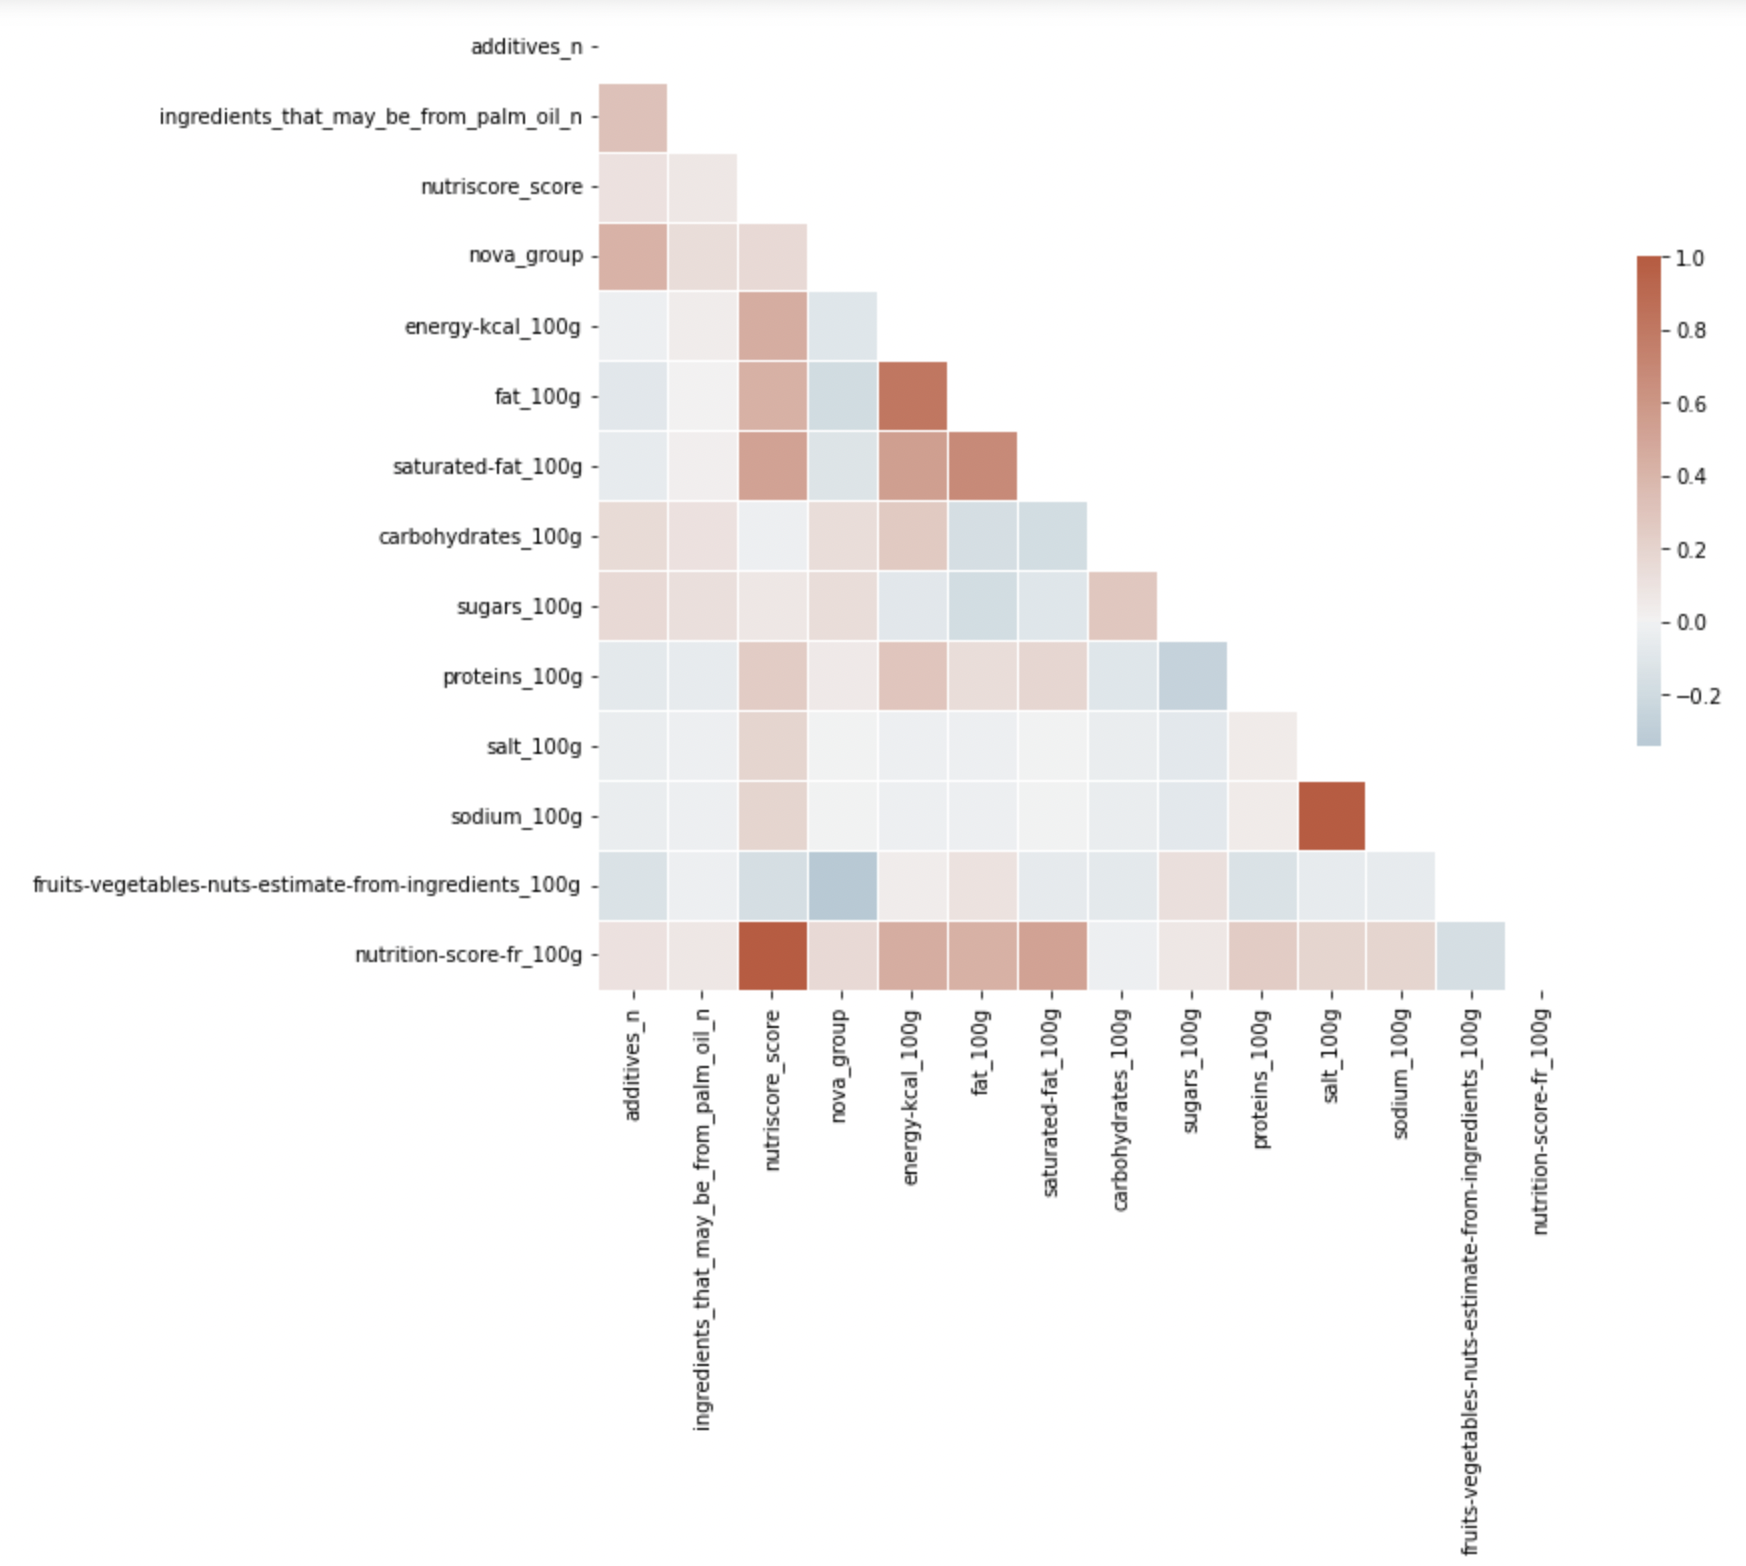 additives_n
ingredients_that_may_be_from_palm_oil_n
nutriscore_score
nova_group
energy-kcal_100g
fat_100g
saturated-fat_100g
carbohydrates_100g
sugars_100g
proteins_100g
salt_100g
sodium_100g
fruits-vegetables-nuts-estimate-from-ingredients_100g
nutrition-score-fr_100g
1.0
0.8
0.6
0.4
0.2
0.0
−0.2
additives_n
ingredients_that_may_be_from_palm_oil_n
nutriscore_score
nova_group
energy-kcal_100g
fat_100g
saturated-fat_100g
carbohydrates_100g
sugars_100g
proteins_100g
salt_100g
sodium_100g
fruits-vegetables-nuts-estimate-from-ingredients_100g
nutrition-score-fr_100g